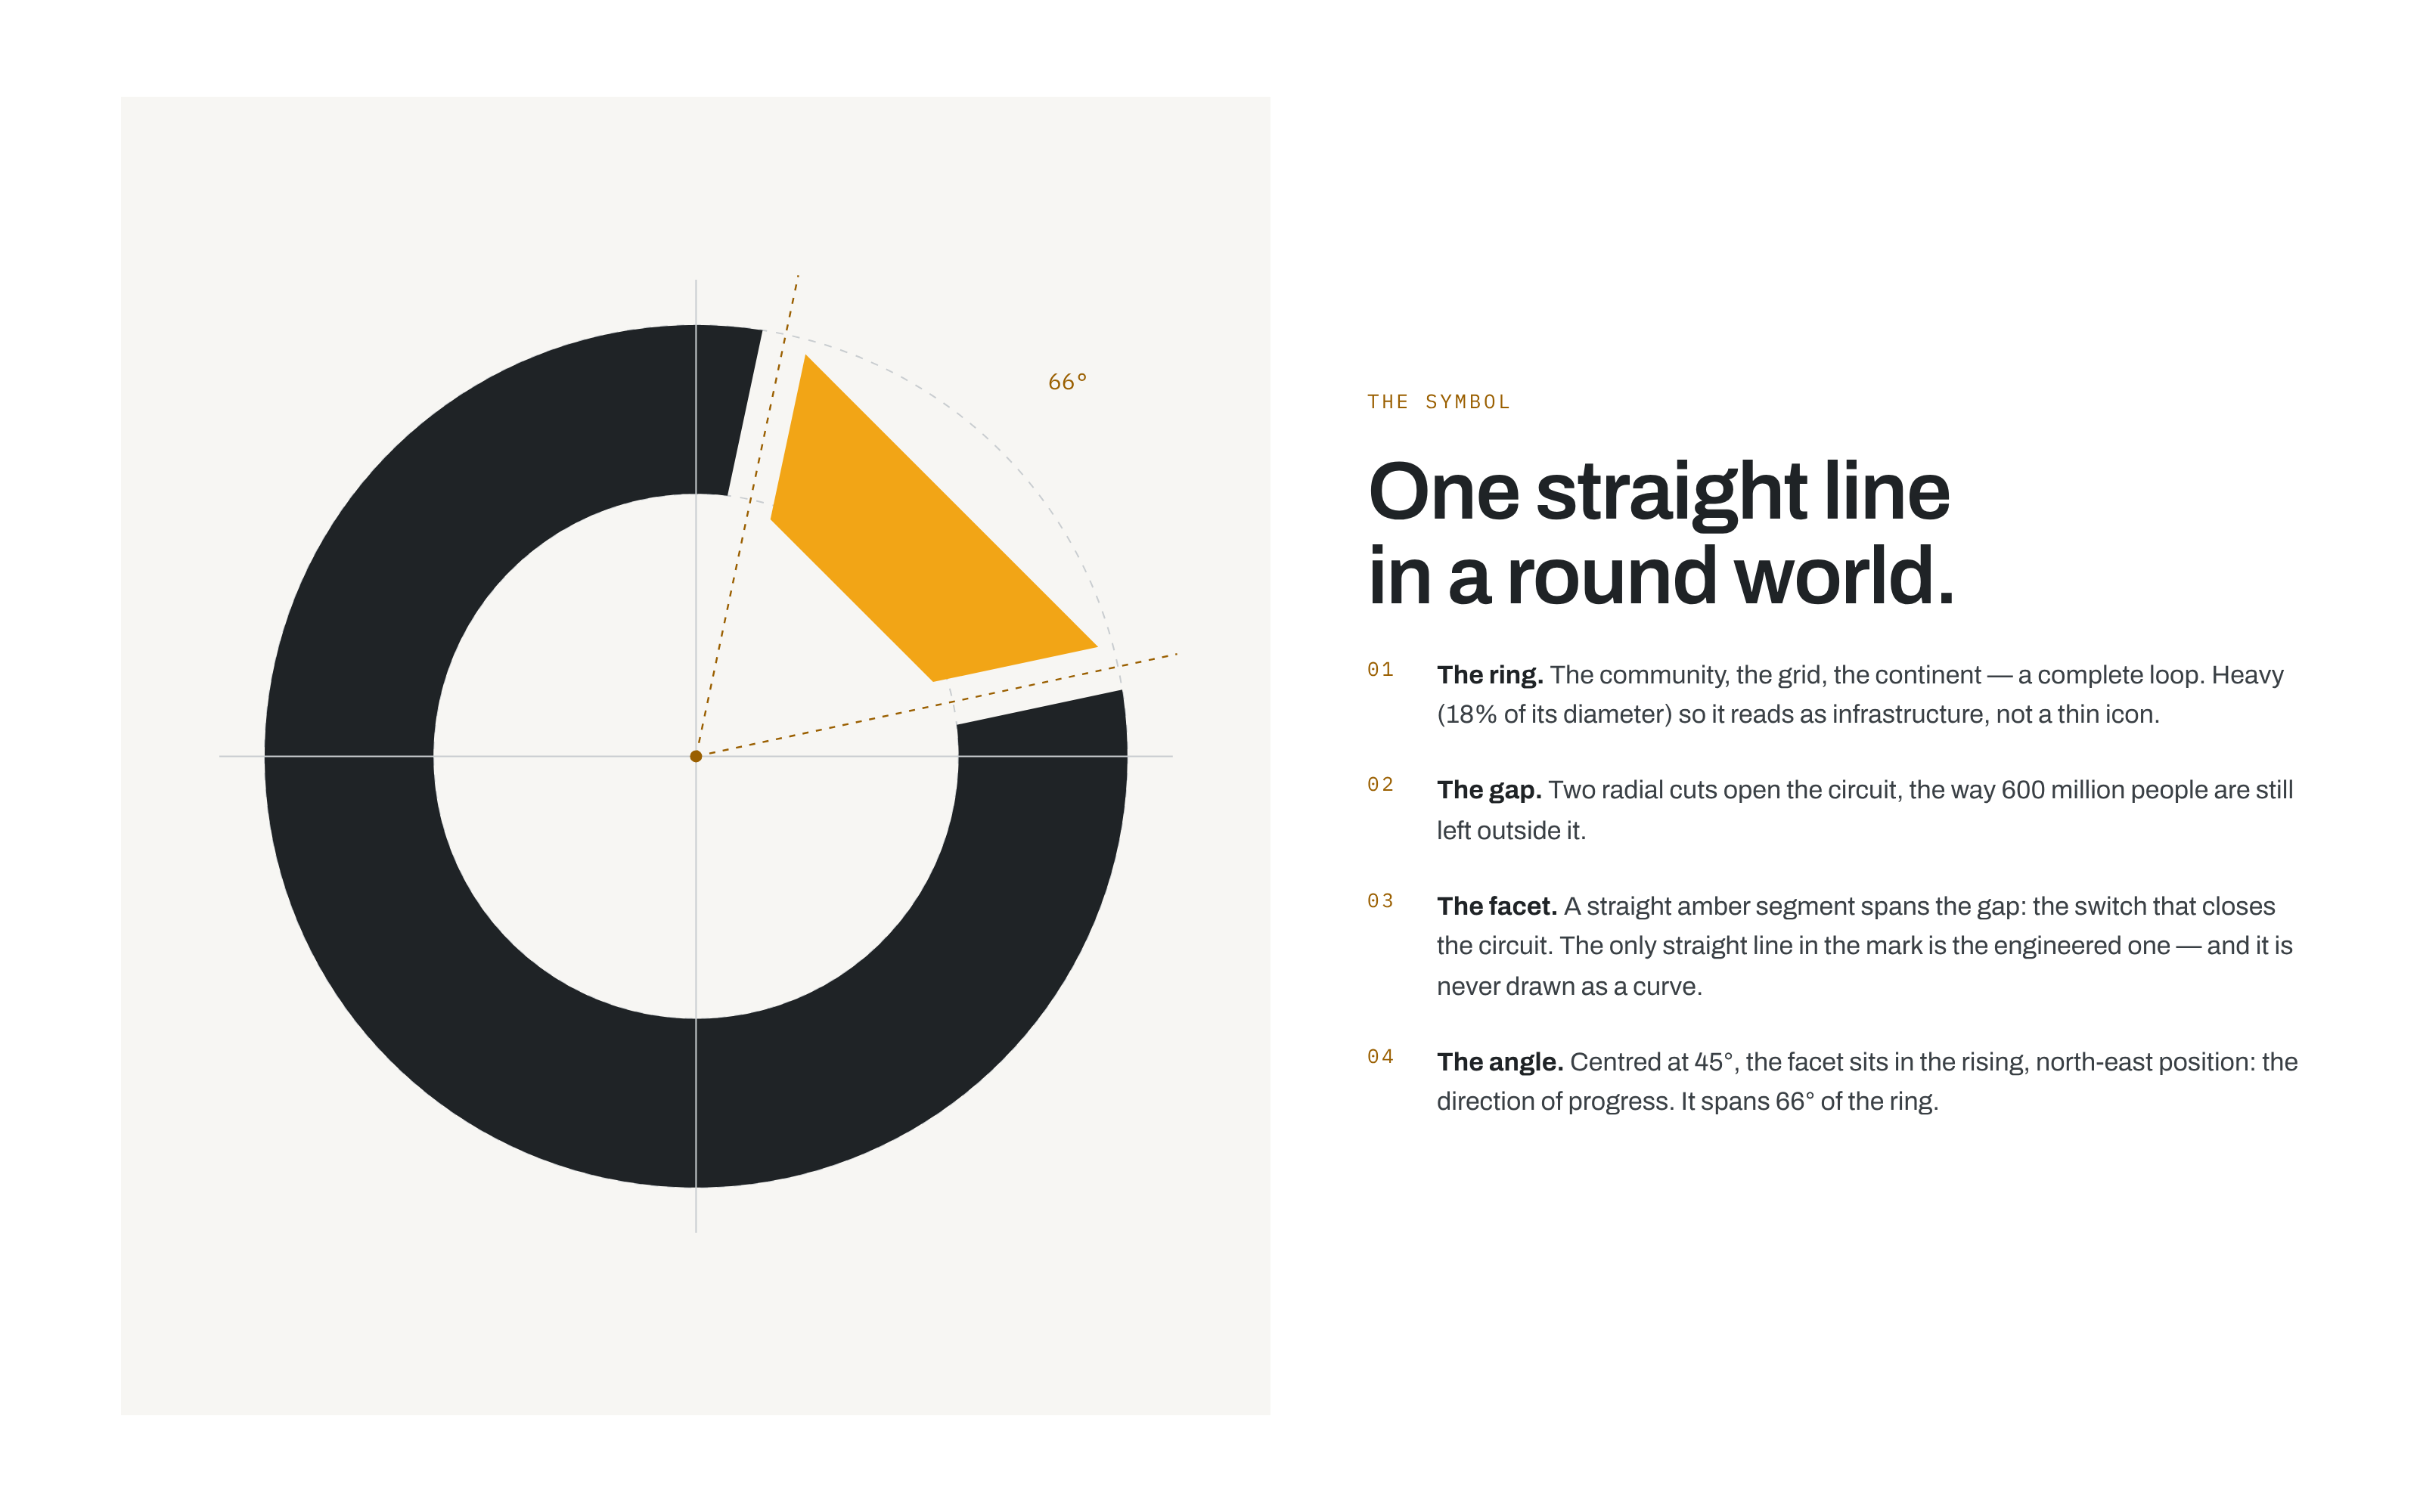 66°
THE SYMBOL
One straight line
in a round world.
01
The ring. The community, the grid, the continent — a complete loop. Heavy
(18% of its diameter) so it reads as infrastructure, not a thin icon.
02
The gap. Two radial cuts open the circuit, the way 600 million people are still
left outside it.
03
The facet. A straight amber segment spans the gap: the switch that closes
the circuit. The only straight line in the mark is the engineered one — and it is
never drawn as a curve.
04
The angle. Centred at 45°, the facet sits in the rising, north-east position: the
direction of progress. It spans 66° of the ring.